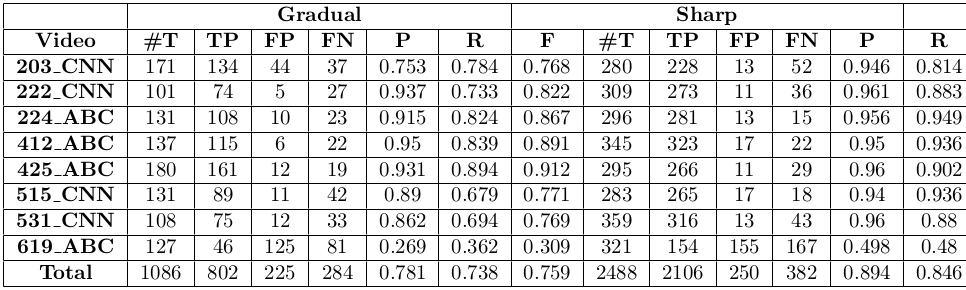 Gradual Sharp
Video #T TP FP FN P R F #T TP FP FN P R
203_CNN 171 134 44 37 0.753 0.784 0.768 280 228 13 52 0.946 0.814
222_CNN 101 74 5 27 0.937 0.733 0.822 309 273 11 36 0.961 0.883
224_ABC 131 108 10 23 0.915 0.824 0.867 296 281 13 15 0.956 0.949
412_ABC 137 115 6 22 0.95 0.839 0.891 345 323 17 22 0.95 0.936
425_ABC 180 161 12 19 0.931 0.894 0.912 295 266 11 29 0.96 0.902
515_CNN 131 89 11 42 0.89 0.679 0.771 283 265 17 18 0.94 0.936
531_CNN 108 75 12 33 0.862 0.694 0.769 359 316 13 43 0.96 0.88
619_ABC 127 46 125 81 0.269 0.362 0.309 321 154 155 167 0.498 0.48
Total 1086 802 225 284 0.781 0.738 0.759 2488 2106 250 382 0.894 0.846